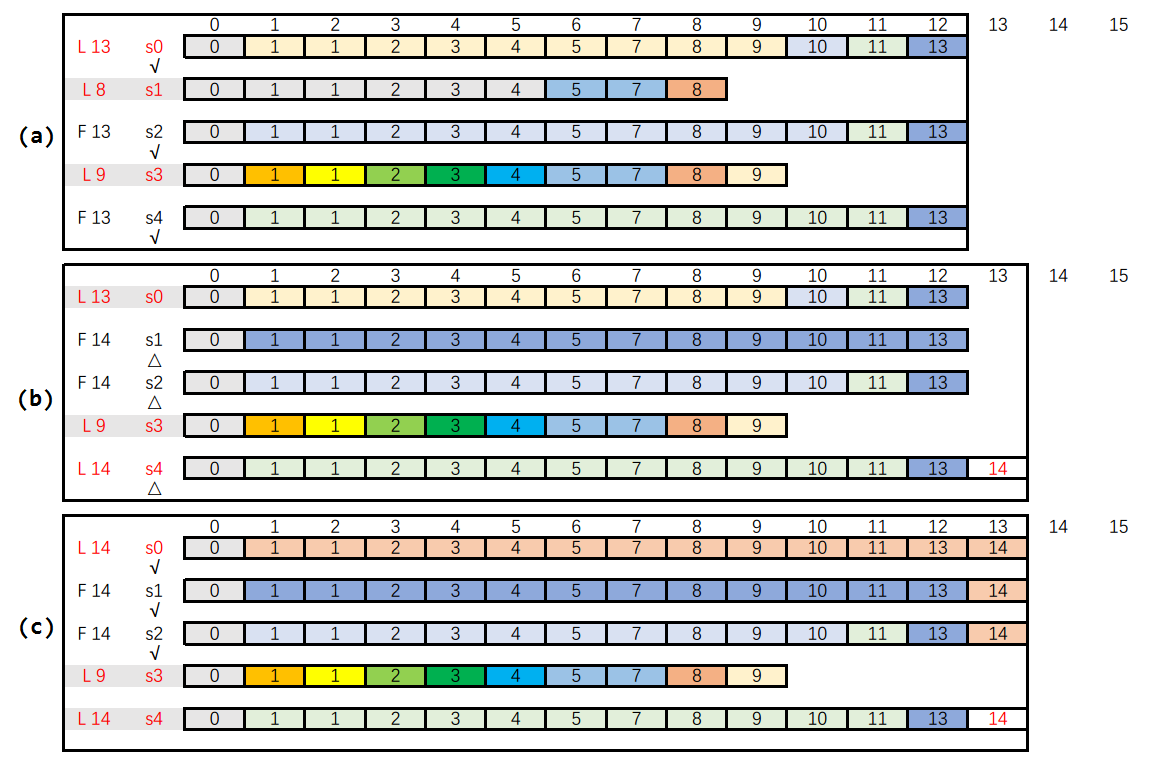 0 1 2 3 4 5 6 7 8 9 10 11 12 13 14 15
L 13 s0 0 1 1 2 3 4 5 6 7 8 9 10 11 13
√
L 8 s1 0 1 1 2 3 4 5 7 8
(a) F 13 s2 0 1 1 2 3 4 5 7 8 9 10 11 13
√
L 9 s3 0 1 1 2 3 4 5 7 8 9
F 13 s4 0 1 1 2 3 4 5 7 8 9 10 11 13
√
0 1 2 3 4 5 6 7 8 9 10 11 12 13 14 15
L 13 s0 0 1 1 2 3 4 5 7 8 9 10 11 13
F 14 s1 0 1 1 2 3 4 5 7 8 9 10 11 13
△
(b) F 14 s2 0 1 1 2 3 4 5 7 8 9 10 11 13
△
L 9 s3 0 1 1 2 3 4 5 7 8 9
L 14 s4 0 1 1 2 3 4 5 7 8 9 10 11 13 14
△
0 1 2 3 4 5 6 7 8 9 10 11 12 13 14 15
L 14 s0 0 1 1 2 3 4 5 7 8 9 10 11 13 14
√
F 14 s1 0 1 1 2 3 4 5 7 8 9 10 11 13 14
√
(c) F 14 s2 0 1 1 2 3 4 5 7 8 9 10 11 13 14
√
L 9 s3 0 1 1 2 3 4 5 7 8 9
L 14 s4 0 1 1 2 3 4 5 7 8 9 10 11 13 14